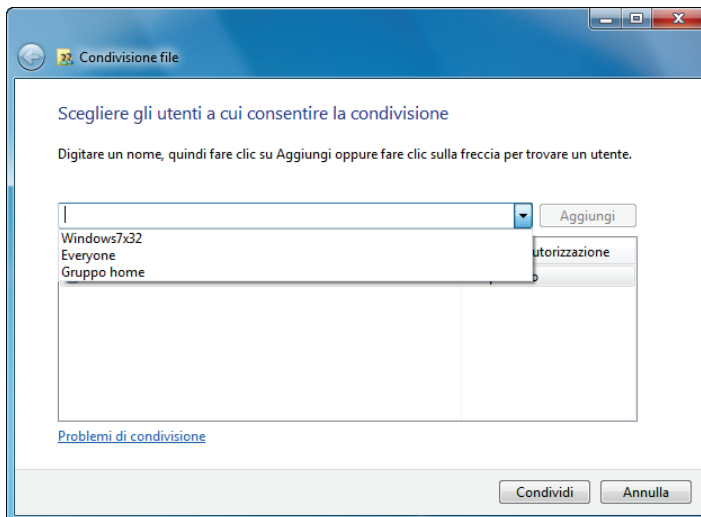 Condivisione file
Scegliere gli utenti a cui consentire la condivisione
Digitare un nome, quindi fare clic su Aggiungi oppure fare clic sulla freccia per trovare un utente.
Aggiungi
Windows7x32
Everyone
Gruppo home
utorizzazione
Problemi di condivisione
Condividi
Annulla